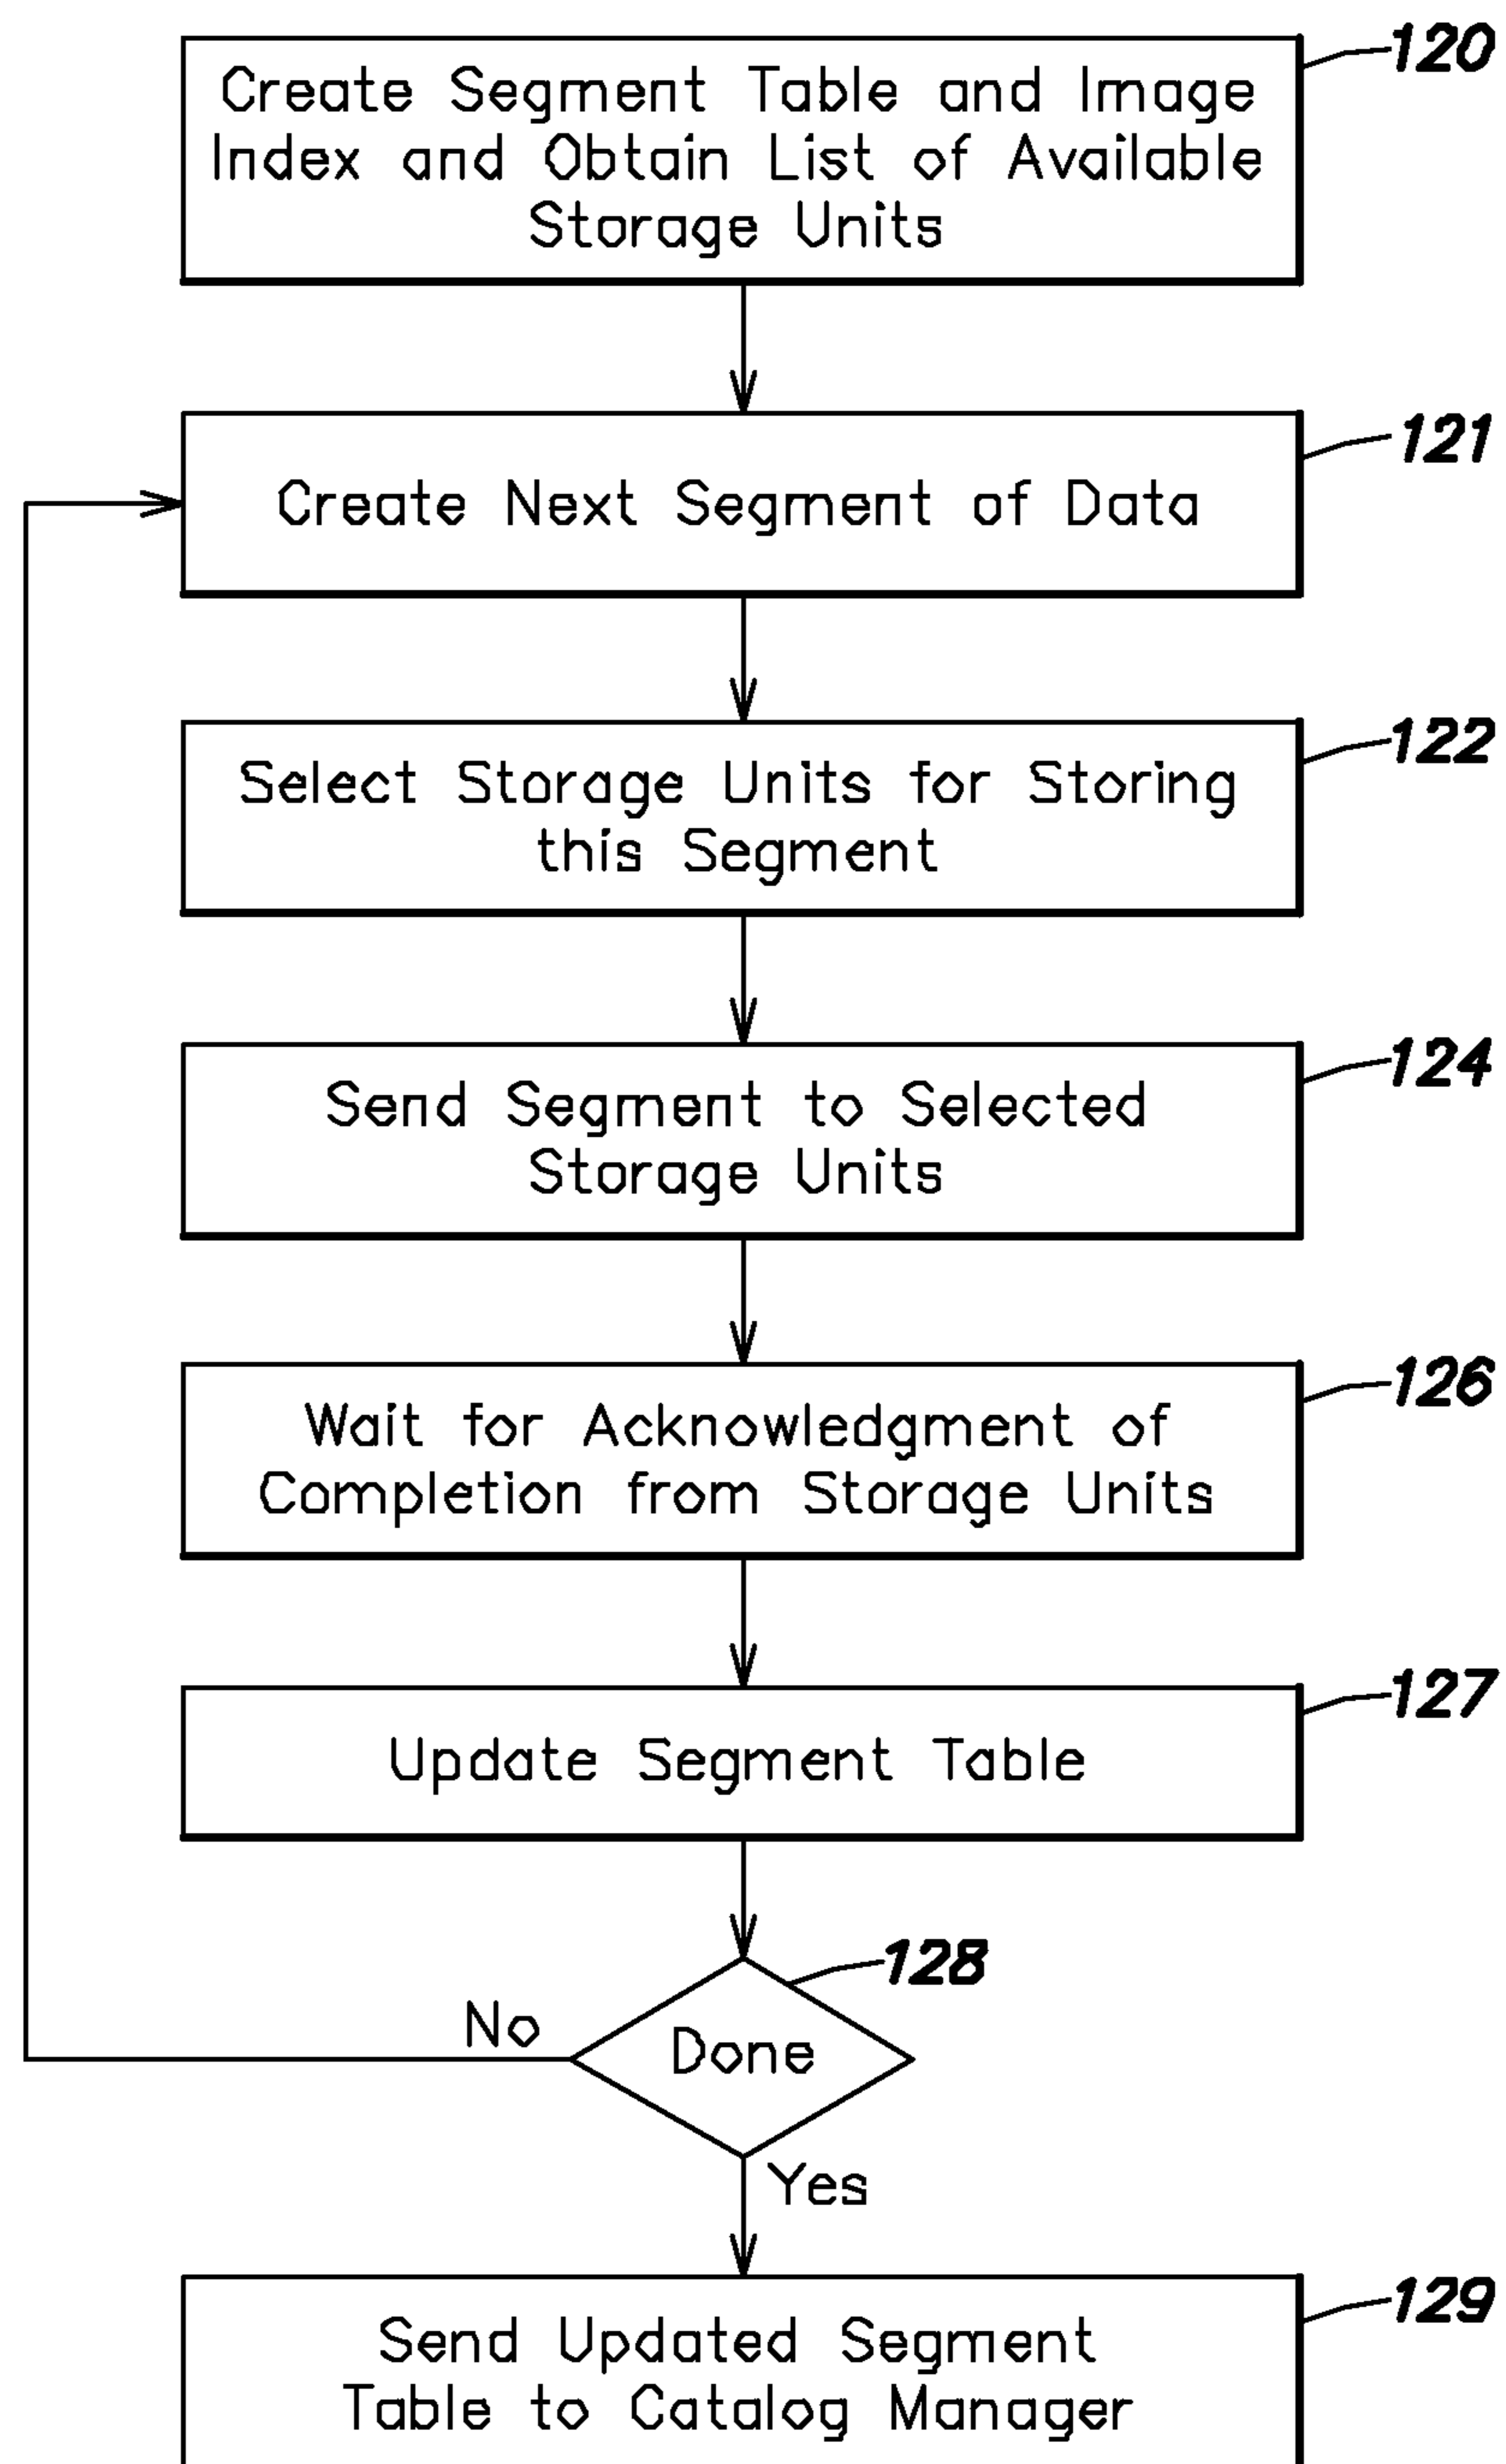 120
Create Segment Table and Image
Index and Obtain List of Available
Storage Units
121
Create Next Segment of Data
122
Select Storage Units for Storing
this Segment
124
Send Segment to Selected
Storage Units
126
Wait for Acknowledgment of
Completion from Storage Units
127
Update Segment Table
128
No
Done
Yes
129
Send Updated Segment
Table to Catalog Manager